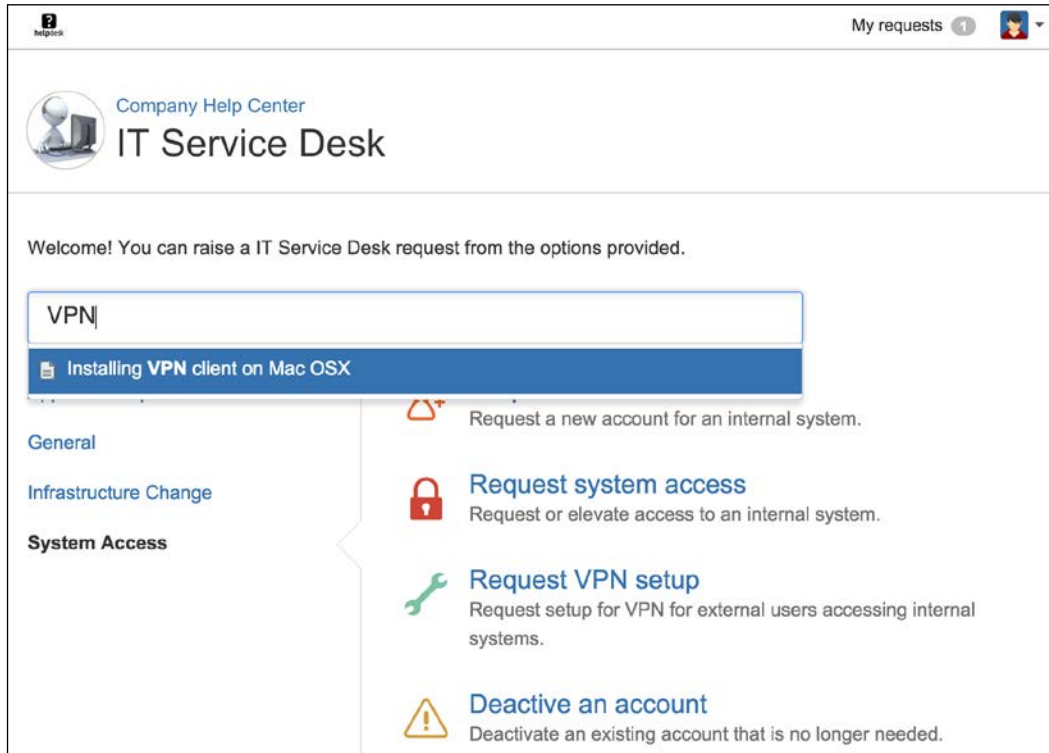 ?
helpdesk
My requests 1
Company Help Center
IT Service Desk
Welcome! You can raise a IT Service Desk request from the options provided.
VPN
Installing VPN client on Mac OSX
General
Infrastructure Change
System Access
Request a new account for an internal system.
Request system access
Request or elevate access to an internal system.
Request VPN setup
Request setup for VPN for external users accessing internal
systems.
Deactive an account
Deactivate an existing account that is no longer needed.